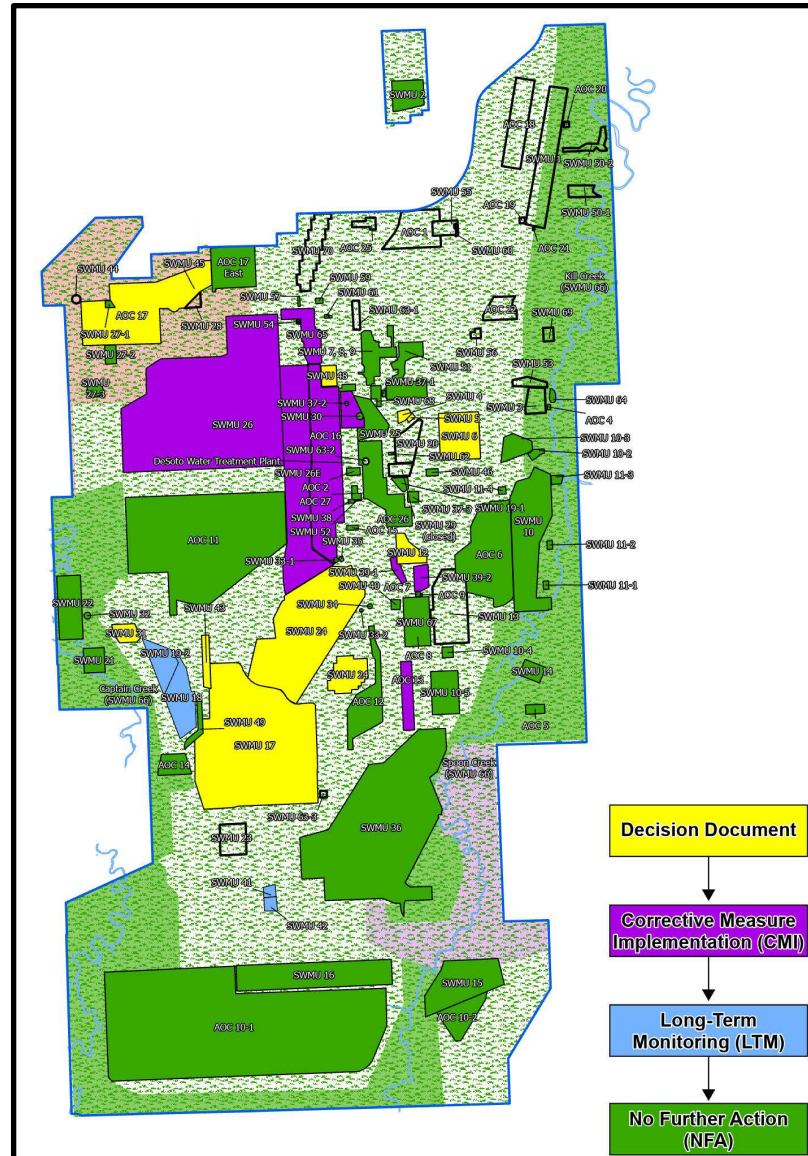 SWMU 2
AOC 20
AOC 18
SWMU 1
SWMU 50-2
SWMU 55
AOC 19
SWMU 50-1
AOC 1
AOC 25
SWMU 70
SWMU 60
AOC 21
SWMU 45
AOC 17
East
SWMU 44
SWMU 59
Kill Creek
(SWMU 66)
SWMU 57
SWMU 61
AOC 17
SWMU 63-1
AOC 22
SWMU 27-1
SWMU 28
SWMU 54
SWMU 65
SWMU 69
SWMU 27-2
SWMU 7, 8, 9
SWMU 56
SWMU 51
SWMU 53
SWMU 48
SWMU 27-3
SWMU 37-1
SWMU 68
SWMU 4
SWMU 64
SWMU 37-2
SWMU 3
AOC 4
SWMU 30
SWMU 5
SWMU 26
AOC 16
SWMU 25
SWMU 20
SWMU 6
SWMU 10-3
SWMU 63-2
SWMU 62
SWMU 10-2
DeSoto Water Treatment Plant
SWMU 26E
SWMU 46
SWMU 11-3
AOC 2
SWMU 11-4
AOC 27
SWMU 37-3
SWMU 19-1
SWMU
10
SWMU 38
AOC 26
SWMU 29
(closed)
SWMU 52
AOC 15
AOC 11
SWMU 35
SWMU 12
AOC 6
SWMU 11-2
SWMU 33-1
SWMU 39-1
SWMU 39-2
SWMU 40
AOC 7
SWMU 11-1
SWMU 22
SWMU 32
SWMU 43
SWMU 34
AOC 9
SWMU 13
SWMU 31
SWMU 24
SWMU 33-2
SWMU 67
SWMU 19-2
SWMU 21
AOC 8
SWMU 10-4
SWMU 24
SWMU 14
Captain Creek
(SWMU 66)
SWMU 18
AOC 12
AOC 13
SWMU 10-5
AOC 5
SWMU 49
SWMU 17
AOC 14
Spoon Creek
(SWMU 66)
SWMU 63-3
SWMU 23
SWMU 36
SWMU 41
SWMU 42
SWMU 16
SWMU 15
AOC 10-1
AOC 10-2
Decision Document
Corrective Measure
Implementation (CMI)
Long-Term
Monitoring (LTM)
No Further Action
(NFA)